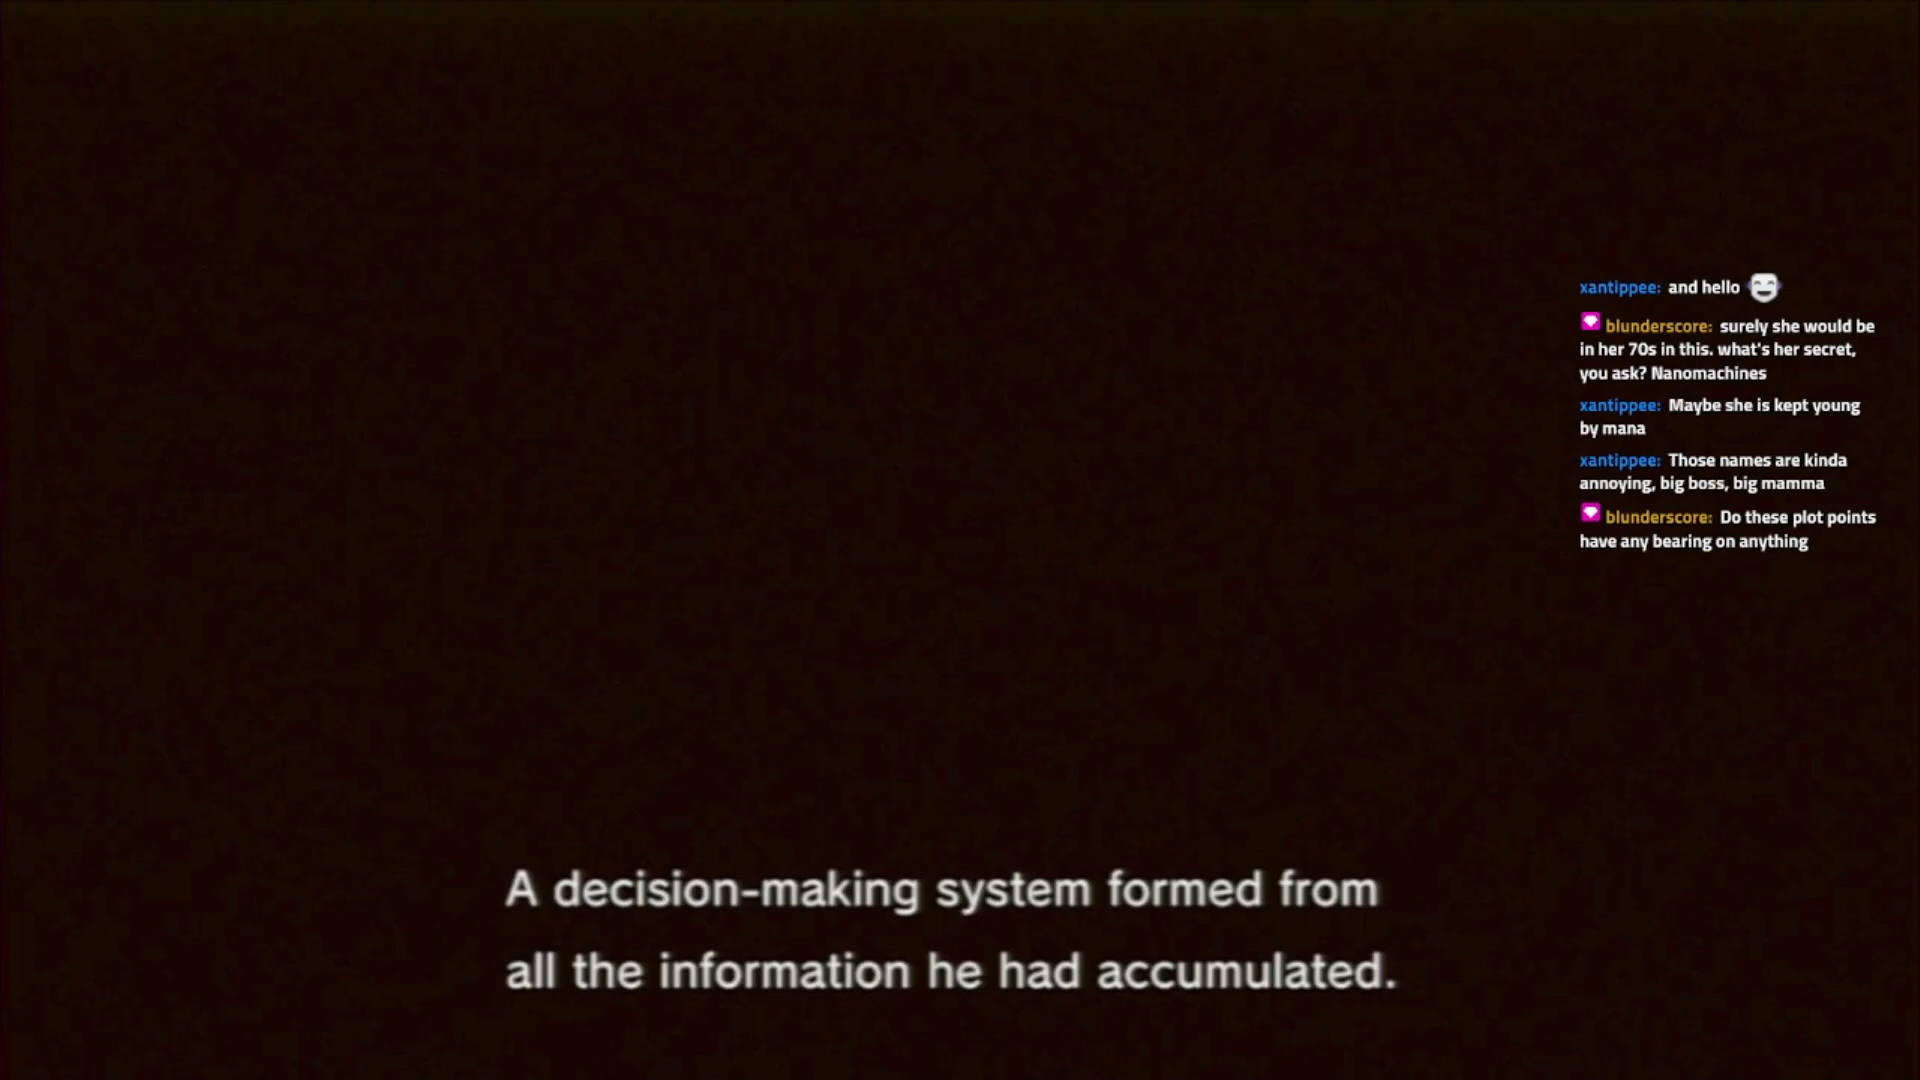 xantippee: and hello
blunderscore: surely she would be
in her 70s in this. what's her secret,
you ask? Nanomachines
xantippee: Maybe she is kept young
by mana
xantippee: Those names are kinda
annoying, big boss, big mamma
blunderscore: Do these plot points
have any bearing on anything
A decision-making system formed from
all the information he had accumulated.